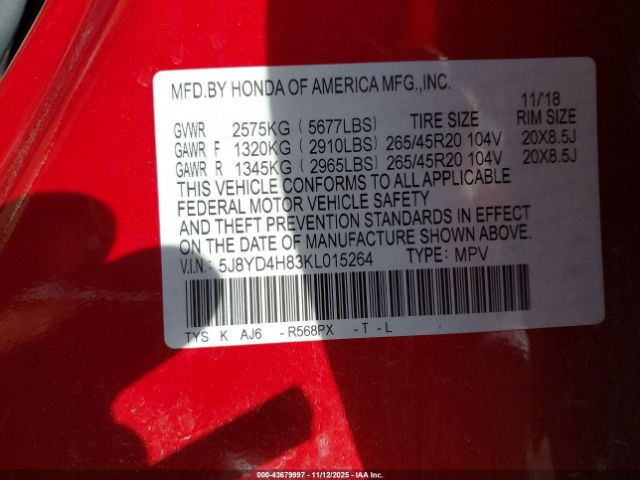 MFD.BY HONDA OF AMERICA MFG.,INC.
11/'18
TIRE SIZE RIM SIZE
GVWR 2575KG ( 5677LBS)
GAWR F 1320KG ( 2910LBS) 265/45R20 104V 20X8.5J
GAWR R 1345KG ( 2965LBS) 265/45R20 104V 20X8.5J
THIS VEHICLE CONFORMS TO ALL APPLICABLE
FEDERAL MOTOR VEHICLE SAFETY
AND THEFT PREVENTION STANDARDS IN EFFECT
ON THE DATE OF MANUFACTURE SHOWN ABOVE.
V.I.N.: 5J8YD4H83KL015264 TYPE: MPV
TYS K AJ6 - R568PX - T - L
000-43679997 - 11/12/2025 - IAA Inc.